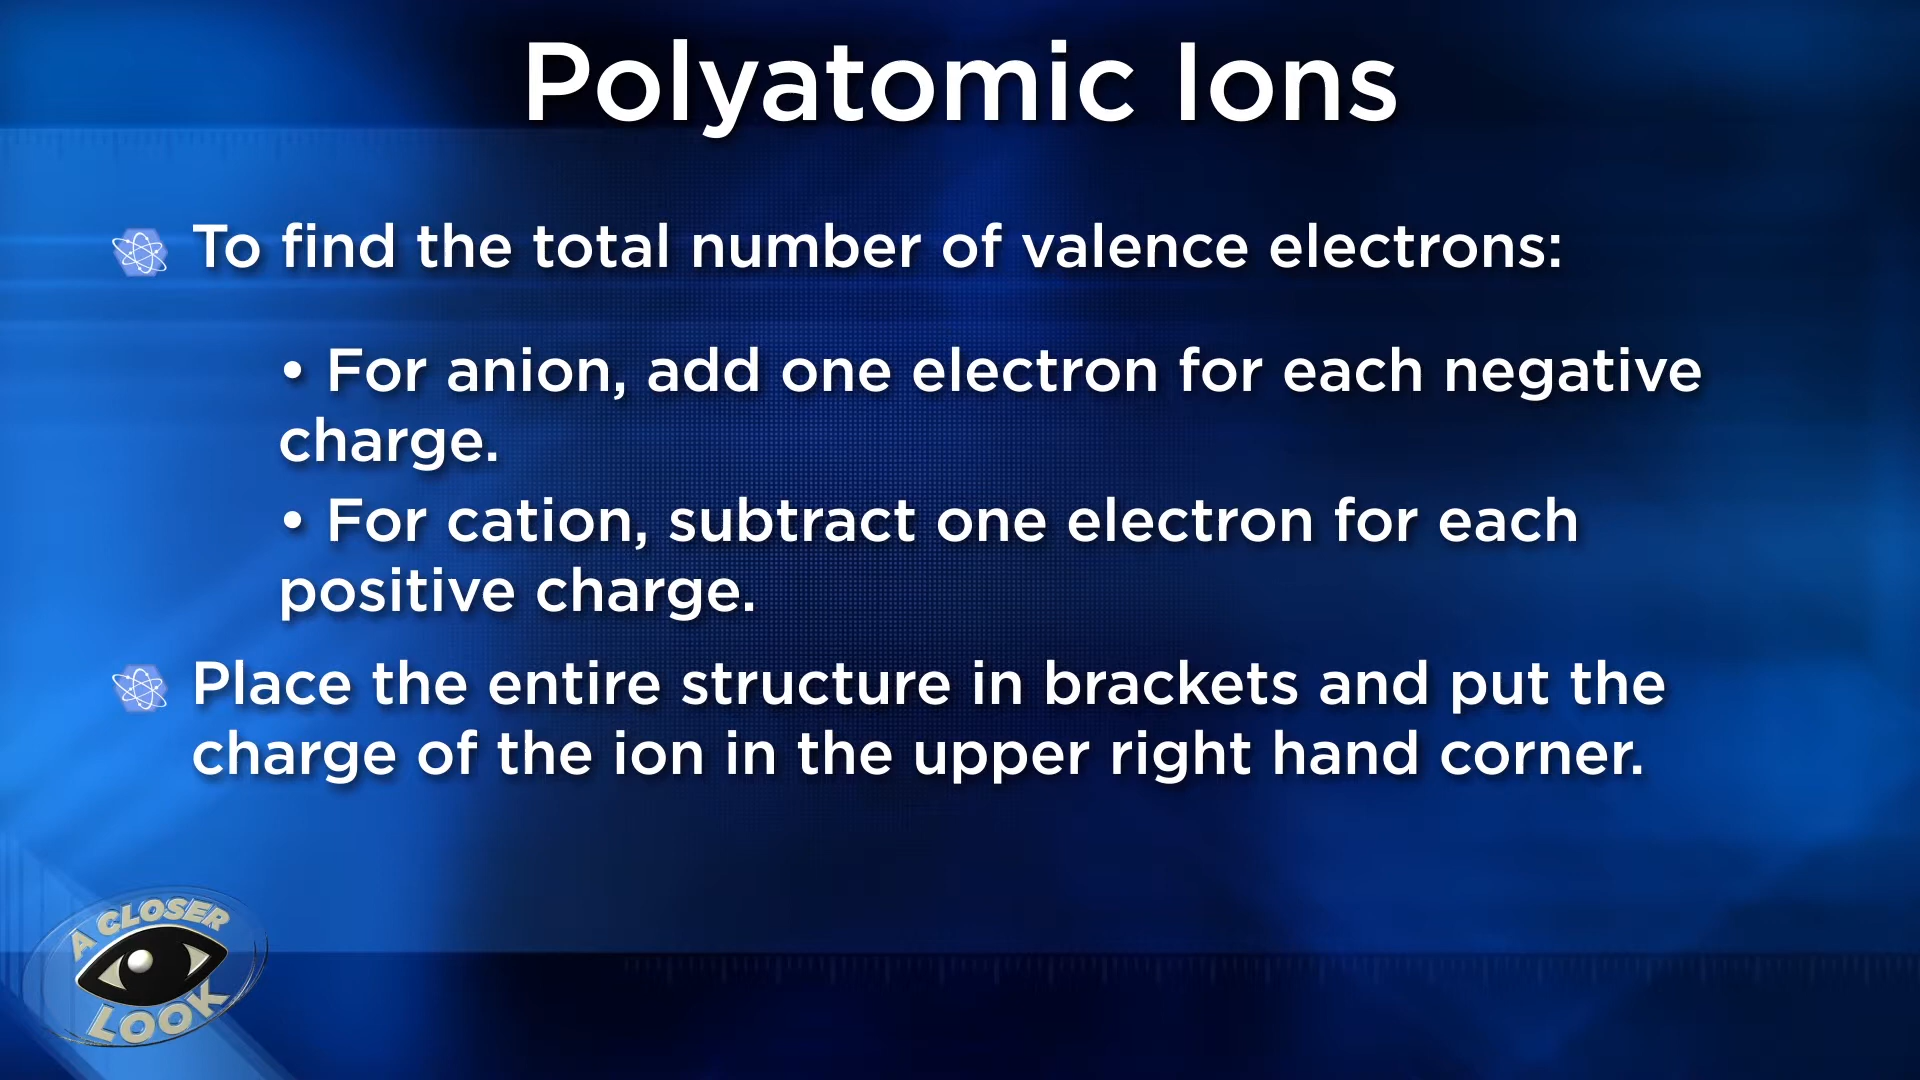 Polyatomic Ions
To find the total number of valence electrons:
• For anion, add one electron for each negative
charge.
• For cation, subtract one electron for each
positive charge.
Place the entire structure in brackets and put the
charge of the ion in the upper right hand corner.
A CLOSER
LOOK